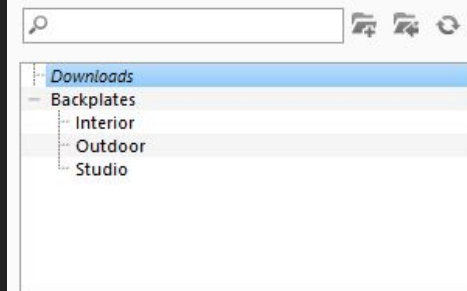 Downloads
Backplates
Interior
Outdoor
Studio